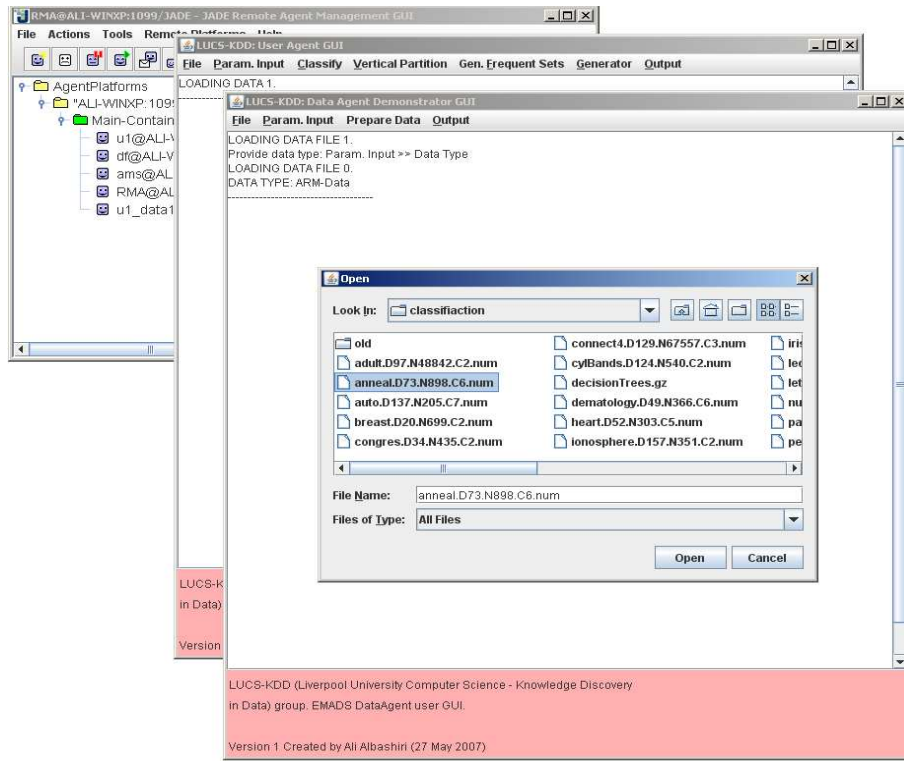 RMA@ALI-WINXP:1099/JADE - JADE Remote Agent Management GUI
File Actions Tools Remote Platforms Help
AgentPlatforms
"ALI-WINXP:109
Main-Contain
u1@ALI-V
df@ALI-V
ams@AL
RMA@AL
u1_data1
LUCS-KDD: User Agent GUI
File Param. Input Classify Vertical Partition Gen. Frequent Sets Generator Output
LOADING DATA 1.
LUCS-K
in Data)
Version
LUCS-KDD: Data Agent Demonstrator GUI
File Param. Input Prepare Data Output
LOADING DATA FILE 1.
Provide data type: Param. Input >> Data Type
LOADING DATA FILE 0.
DATA TYPE: ARM-Data
-------------------------------------
Open
Look In: classifiaction
old
adult.D97.N48842.C2.num
anneal.D73.N898.C6.num
auto.D137.N205.C7.num
breast.D20.N699.C2.num
congres.D34.N435.C2.num
connect4.D129.N67557.C3.num
cylBands.D124.N540.C2.num
decisionTrees.gz
dematology.D49.N366.C6.num
heart.D52.N303.C5.num
ionosphere.D157.N351.C2.num
iris
let
nu
pa
pe
File Name: anneal.D73.N898.C6.num
Files of Type: All Files
Open Cancel
LUCS-KDD (Liverpool University Computer Science - Knowledge Discovery
in Data) group. EMADS DataAgent user GUI.
Version 1 Created by Ali Albashiri (27 May 2007)